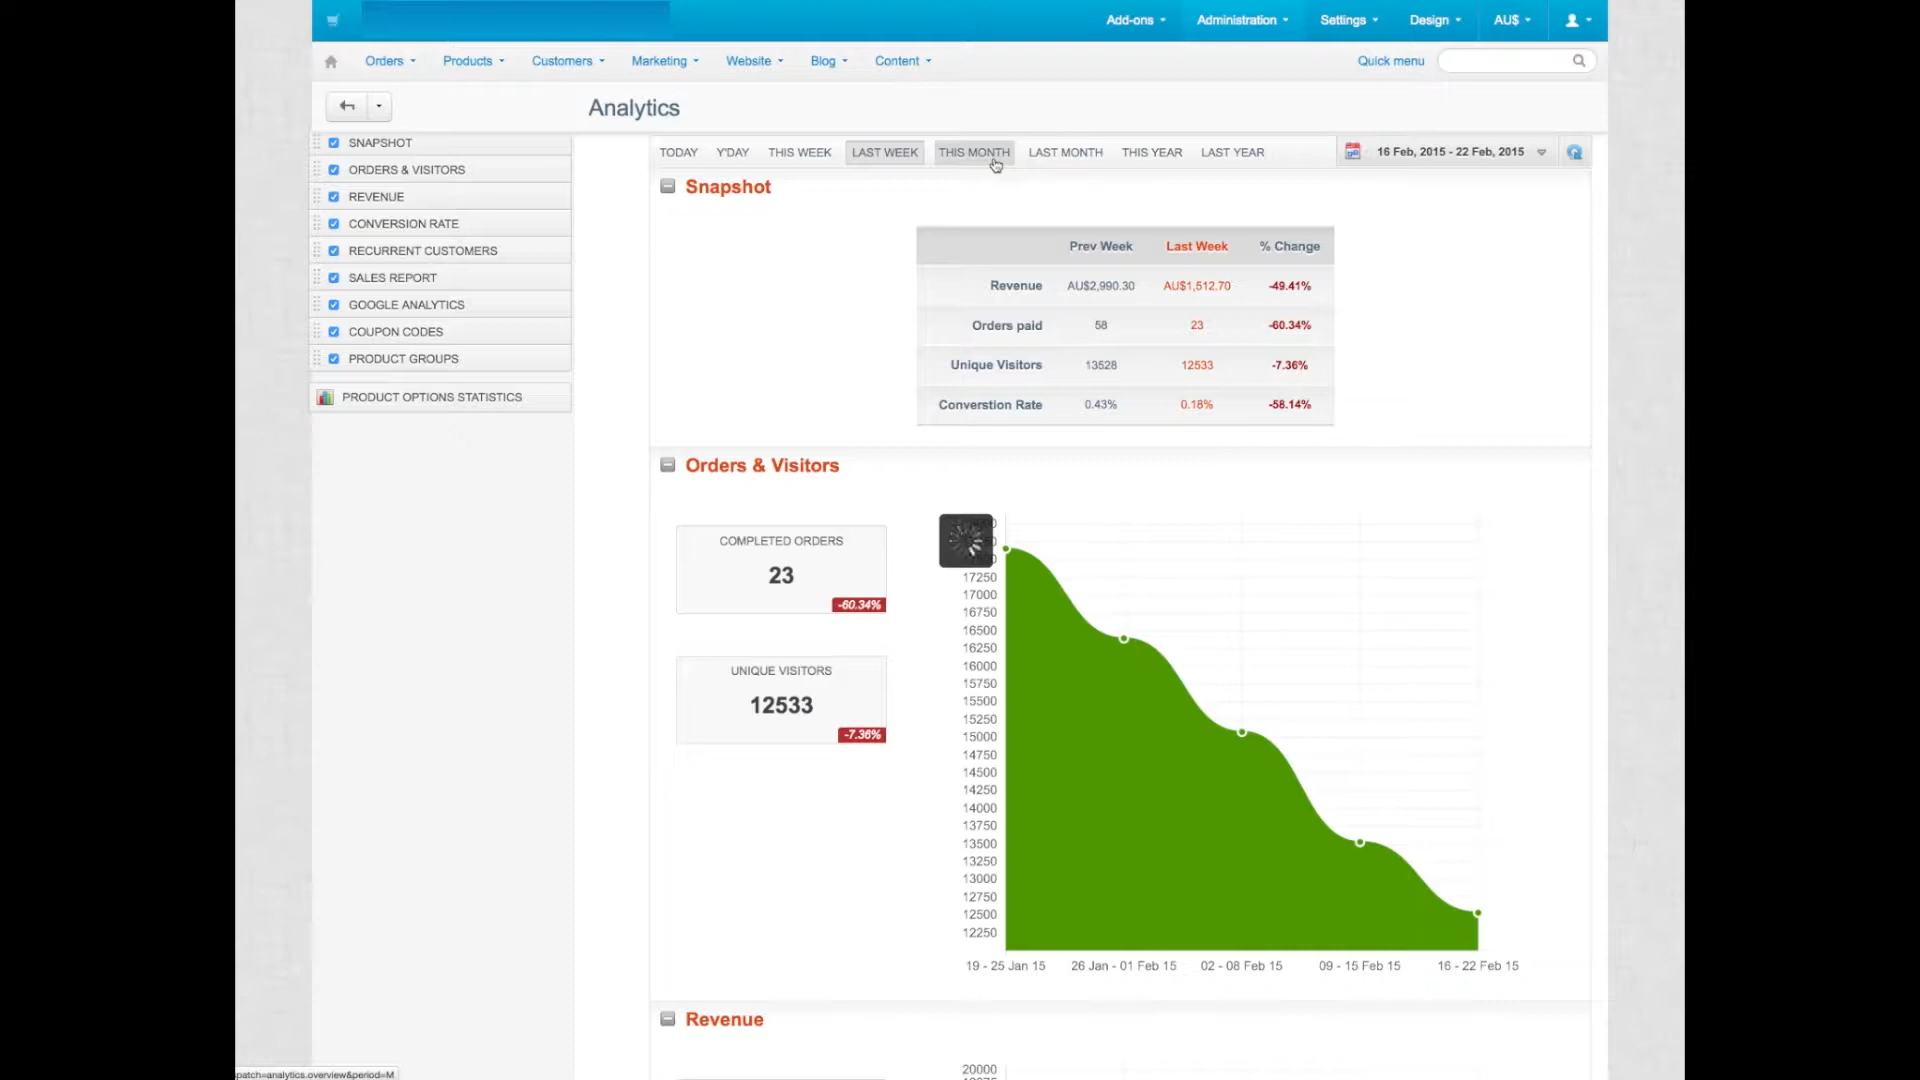 Add-ons Administration Settings Design AU$
Orders Products Customers Marketing Website Blog Content Quick menu
Analytics
SNAPSHOT
ORDERS & VISITORS
REVENUE
CONVERSION RATE
RECURRENT CUSTOMERS
SALES REPORT
GOOGLE ANALYTICS
COUPON CODES
PRODUCT GROUPS
PRODUCT OPTIONS STATISTICS
TODAY Y'DAY THIS WEEK LAST WEEK THIS MONTH LAST MONTH THIS YEAR LAST YEAR 16 Feb, 2015 - 22 Feb, 2015
Snapshot
Prev Week Last Week % Change
Revenue AU$2,990.30 AU$1,512.70 -49.41%
Orders paid 58 23 -60.34%
Unique Visitors 13528 12533 -7.36%
Converstion Rate 0.43% 0.18% -58.14%
Orders & Visitors
COMPLETED ORDERS
23
-60.34%
UNIQUE VISITORS
12533
-7.36%
17250
17000
16750
16500
16250
16000
15750
15500
15250
15000
14750
14500
14250
14000
13750
13500
13250
13000
12750
12500
12250
19 - 25 Jan 15 26 Jan - 01 Feb 15 02 - 08 Feb 15 09 - 15 Feb 15 16 - 22 Feb 15
Revenue
20000
patch=analytics.overview&period=M